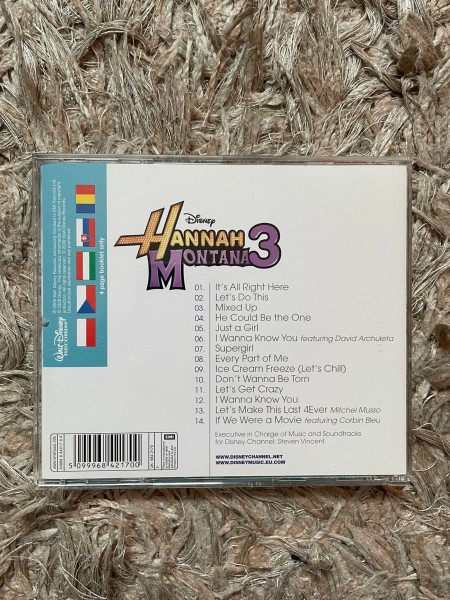 Disney
HANNAH
MONTANA 3
01. It's All Right Here
02. Let's Do This
03. Mixed Up
04. He Could Be the One
05. Just a Girl
06. I Wanna Know You featuring David Archuleta
07. Supergirl
08. Every Part of Me
09. Ice Cream Freeze (Let's Chill)
10. Don't Wanna Be Torn
11. Let's Get Crazy
12. I Wanna Know You
13. Let's Make This Last 4Ever Mitchel Musso
14. If We Were a Movie featuring Corbin Bleu
Executive in Charge of Music and Soundtracks
for Disney Channel: Steven Vincent
WWW.DISNEYCHANNEL.NET
WWW.DISNEYMUSIC.EU.COM
4 page booklet only
WALT DISNEY
RECORDS
5 099968 421700
EMI